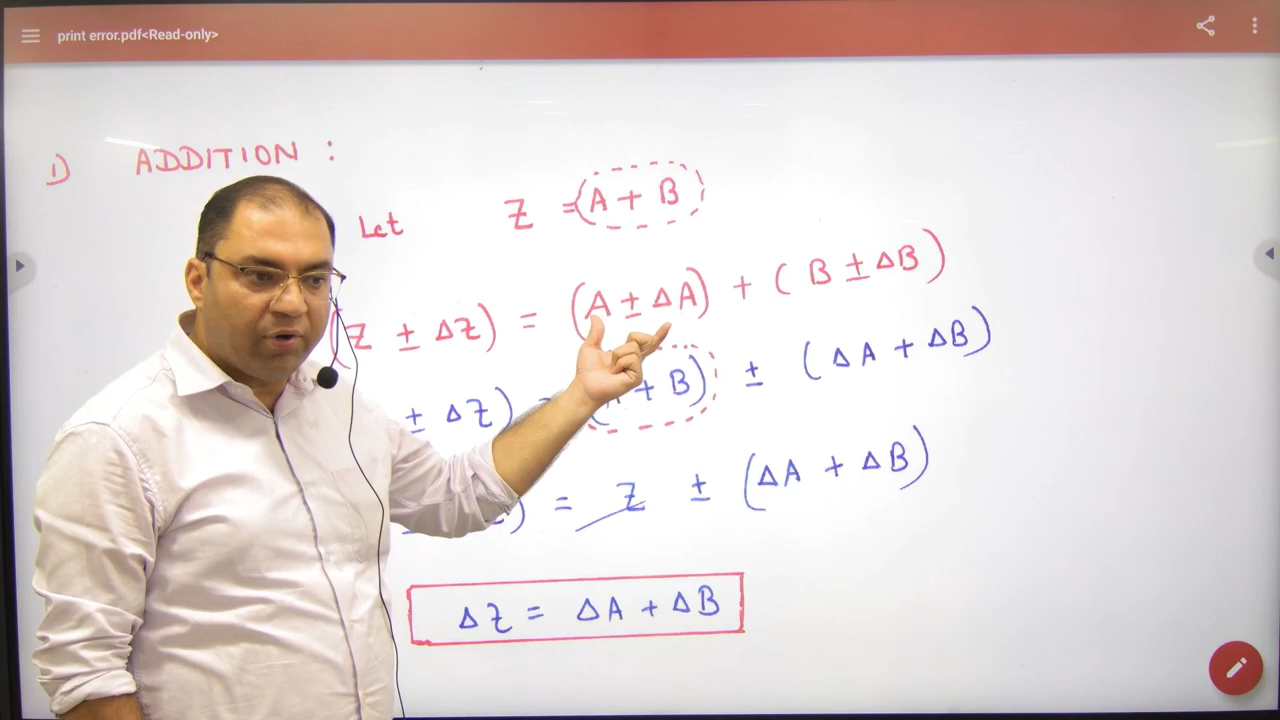 print error.pdf<Read-only>
1) ADDITION :
Let Z = (A + B)
(Z ± ΔZ) = (A ± ΔA) + (B ± ΔB)
± ΔZ) = + B) ± (ΔA + ΔB)
) = Z ± (ΔA + ΔB)
ΔZ = ΔA + ΔB